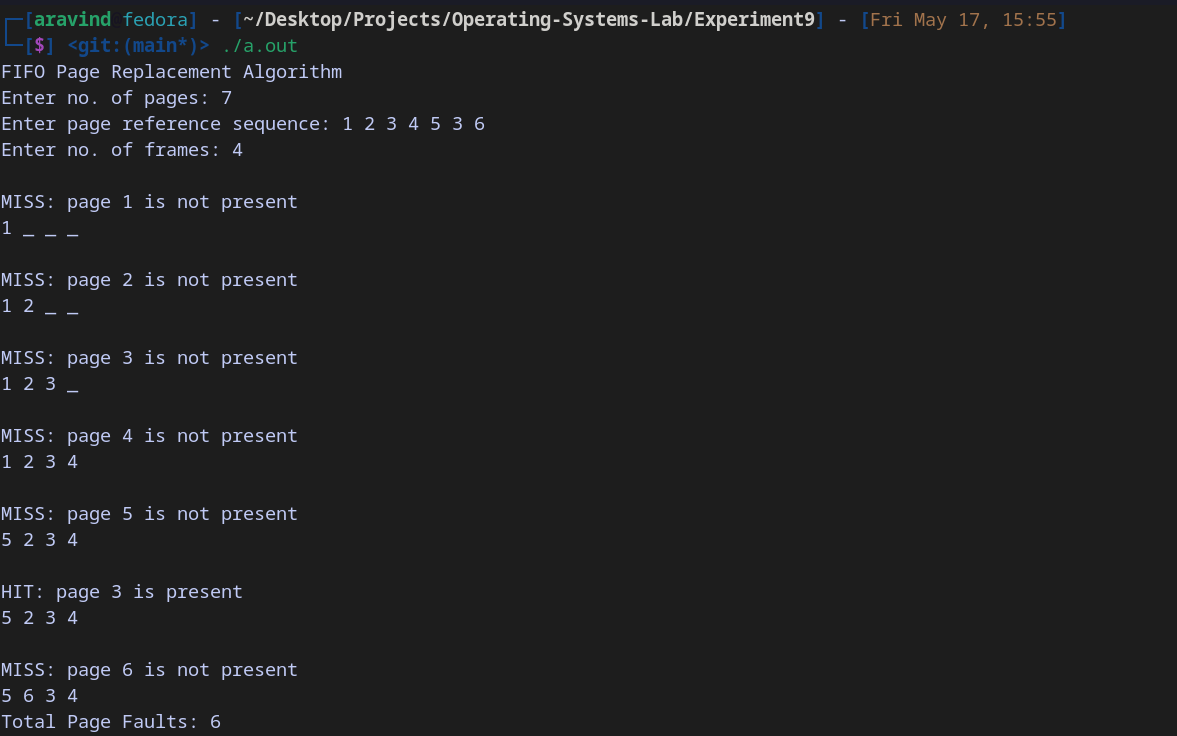 ┌─[aravind fedora] - [~/Desktop/Projects/Operating-Systems-Lab/Experiment9] - [Fri May 17, 15:55]
└─[$] <git:(main*)> ./a.out
FIFO Page Replacement Algorithm
Enter no. of pages: 7
Enter page reference sequence: 1 2 3 4 5 3 6
Enter no. of frames: 4
MISS: page 1 is not present
1 _ _ _
MISS: page 2 is not present
1 2 _ _
MISS: page 3 is not present
1 2 3 _
MISS: page 4 is not present
1 2 3 4
MISS: page 5 is not present
5 2 3 4
HIT: page 3 is present
5 2 3 4
MISS: page 6 is not present
5 6 3 4
Total Page Faults: 6